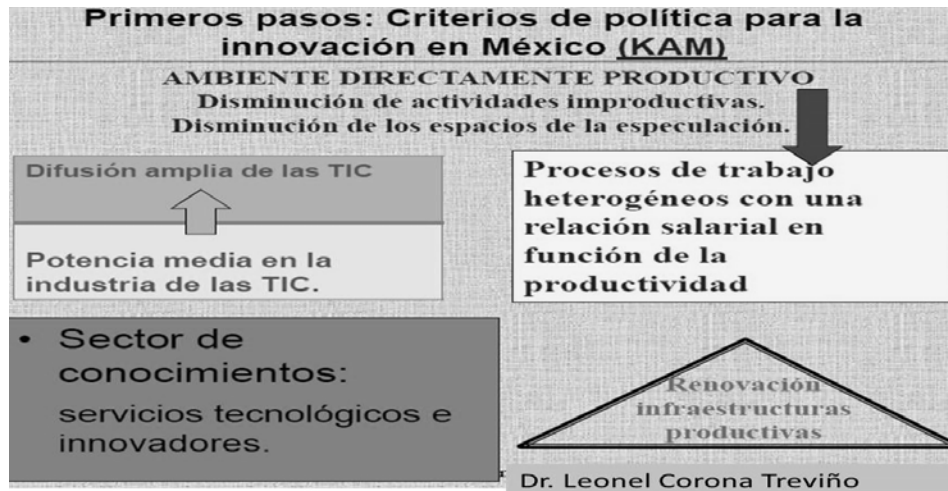 Primeros pasos: Criterios de política para la
innovación en México (KAM)
AMBIENTE DIRECTAMENTE PRODUCTIVO
Disminución de actividades improductivas.
Disminución de los espacios de la especulación.
Difusión amplia de las TIC
Potencia media en la
industria de las TIC.
Procesos de trabajo
heterogéneos con una
relación salarial en
función de la
productividad
• Sector de
conocimientos:
servicios tecnológicos e
innovadores.
Renovación
infraestructuras
productivas
Dr. Leonel Corona Treviño